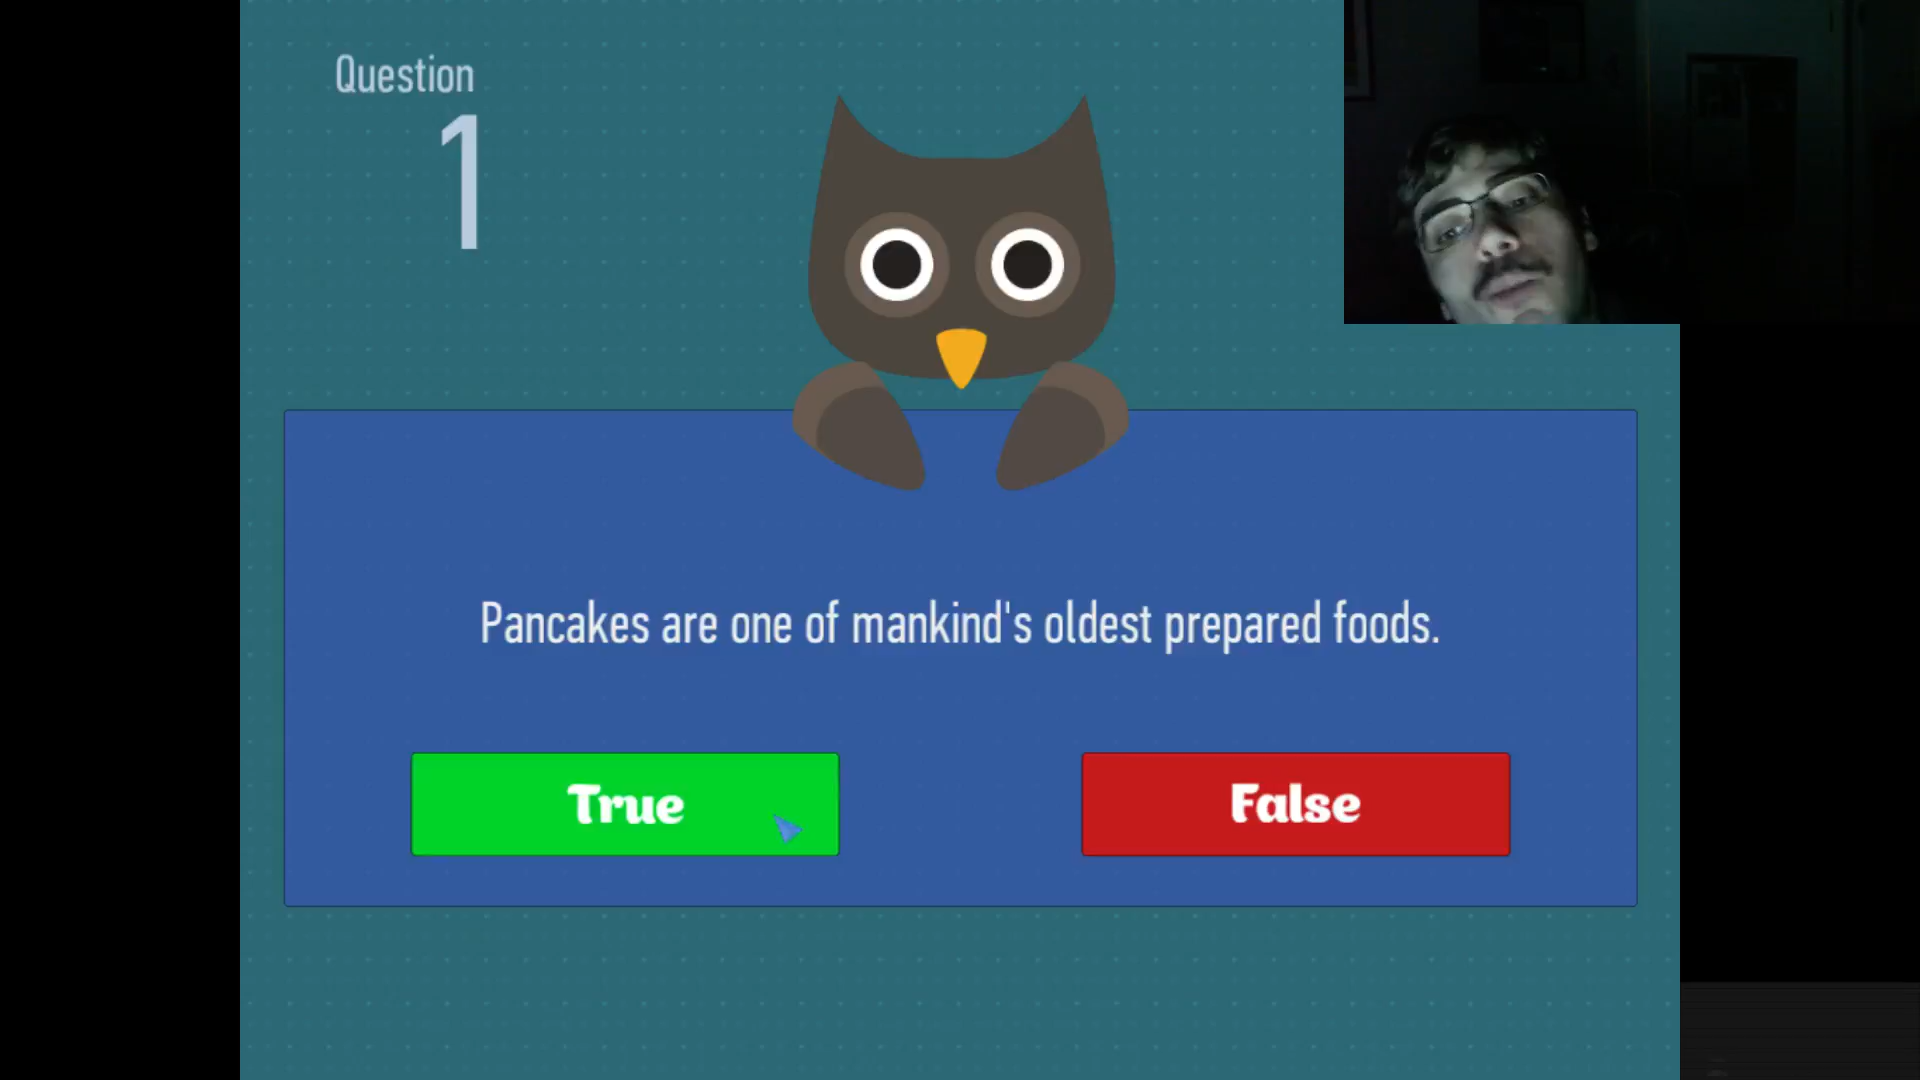 Question
1
Pancakes are one of mankind's oldest prepared foods.
True
False